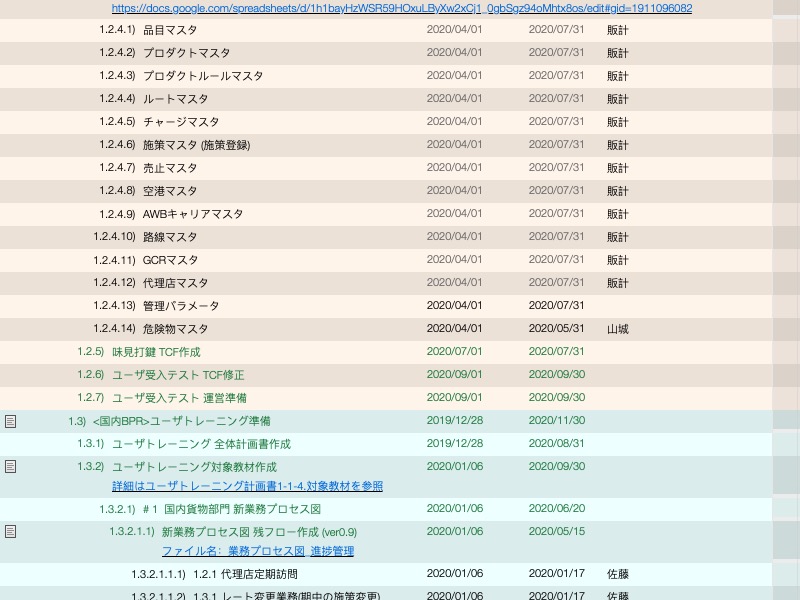 https://docs.google.com/spreadsheets/d/1h1bayHzWSR59HOxuLByXw2xCj1_0gbSgz94oMhtx8os/edit#gid=1911096082
1.2.4.1) 品目マスタ 2020/04/01 2020/07/31 販計
1.2.4.2) プロダクトマスタ 2020/04/01 2020/07/31 販計
1.2.4.3) プロダクトルールマスタ 2020/04/01 2020/07/31 販計
1.2.4.4) ルートマスタ 2020/04/01 2020/07/31 販計
1.2.4.5) チャージマスタ 2020/04/01 2020/07/31 販計
1.2.4.6) 施策マスタ (施策登録) 2020/04/01 2020/07/31 販計
1.2.4.7) 売止マスタ 2020/04/01 2020/07/31 販計
1.2.4.8) 空港マスタ 2020/04/01 2020/07/31 販計
1.2.4.9) AWBキャリアマスタ 2020/04/01 2020/07/31 販計
1.2.4.10) 路線マスタ 2020/04/01 2020/07/31 販計
1.2.4.11) GCRマスタ 2020/04/01 2020/07/31 販計
1.2.4.12) 代理店マスタ 2020/04/01 2020/07/31 販計
1.2.4.13) 管理パラメータ 2020/04/01 2020/07/31
1.2.4.14) 危険物マスタ 2020/04/01 2020/05/31 山城
1.2.5) 味見打鍵 TCF作成 2020/07/01 2020/07/31
1.2.6) ユーザ受入テスト TCF修正 2020/09/01 2020/09/30
1.2.7) ユーザ受入テスト 運営準備 2020/09/01 2020/09/30
1.3) <国内BPR>ユーザトレーニング準備 2019/12/28 2020/11/30
1.3.1) ユーザトレーニング 全体計画書作成 2019/12/28 2020/08/31
1.3.2) ユーザトレーニング対象教材作成 2020/01/06 2020/09/30
詳細はユーザトレーニング計画書1-1-4.対象教材を参照
1.3.2.1) # 1 国内貨物部門 新業務プロセス図 2020/01/06 2020/06/20
1.3.2.1.1) 新業務プロセス図 残フロー作成 (ver0.9) 2020/01/06 2020/05/15
ファイル名: 業務プロセス図_進捗管理
1.3.2.1.1.1) 1.2.1 代理店定期訪問 2020/01/06 2020/01/17 佐藤
1.3.2.1.1.2) 1.3.1 レート変更業務(期中の施策変更) 2020/01/06 2020/01/17 佐藤